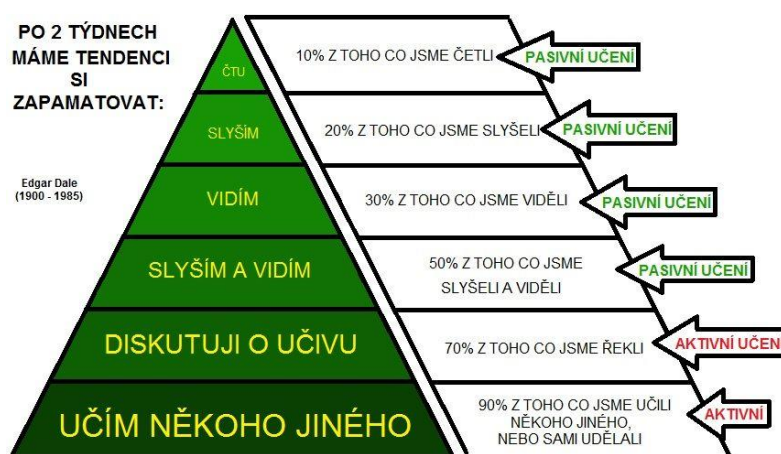 PO 2 TÝDNECH
MÁME TENDENCI
SI
ZAPAMATOVAT:
Edgar Dale
(1900 - 1985)
ČTU
10% Z TOHO CO JSME ČETLI
PASIVNÍ UČENÍ
SLYŠÍM
20% Z TOHO CO JSME SLYŠELI
PASIVNÍ UČENÍ
VIDÍM
30% Z TOHO CO JSME VIDĚLI
PASIVNÍ UČENÍ
SLYŠÍM A VIDÍM
50% Z TOHO CO JSME
SLYŠELI A VIDĚLI
PASIVNÍ UČENÍ
DISKUTUJI O UČIVU
70% Z TOHO CO JSME ŘEKLI
AKTIVNÍ UČENÍ
UČÍM NĚKOHO JINÉHO
90% Z TOHO CO JSME UČILI
NĚKOHO JINÉHO,
NEBO SAMI UDĚLALI
AKTIVNÍ